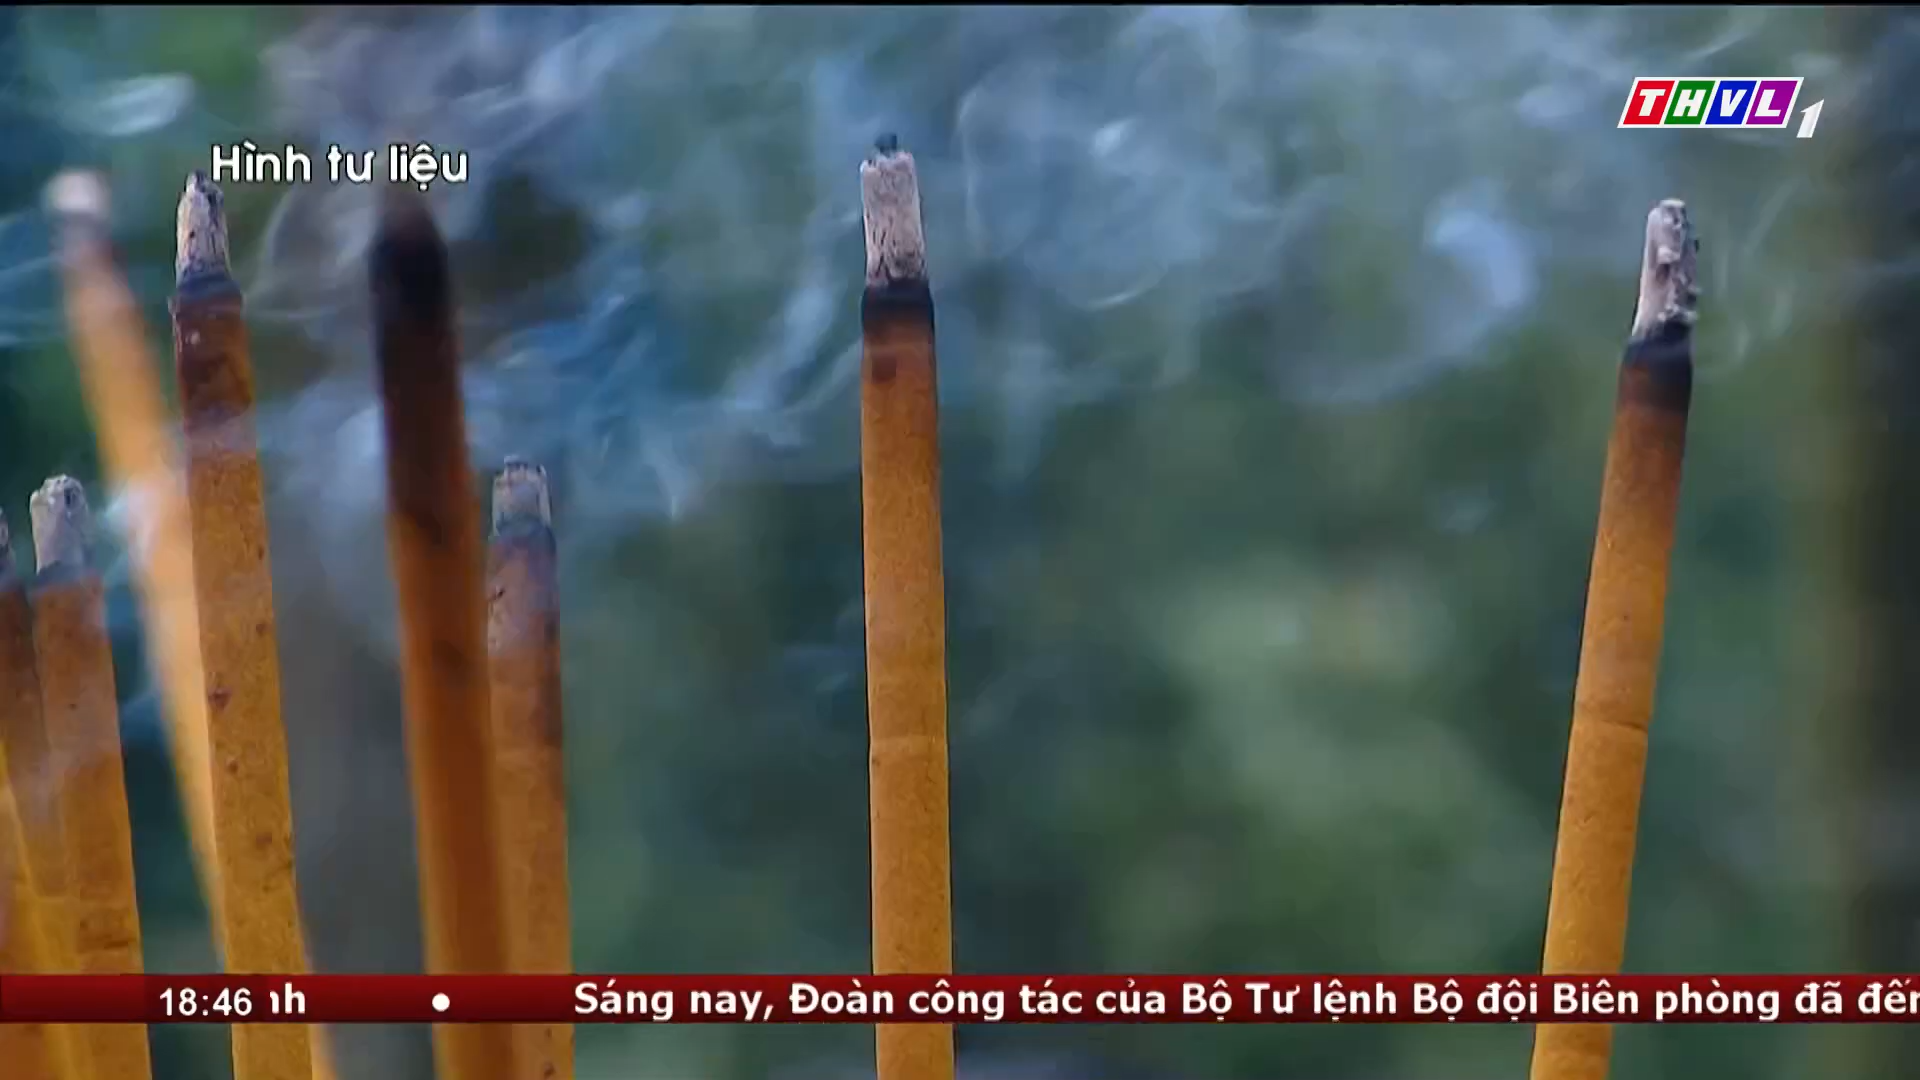 THVL1
Hình tư liệu
18:46 nh • Sáng nay, Đoàn công tác của Bộ Tư lệnh Bộ đội Biên phòng đã